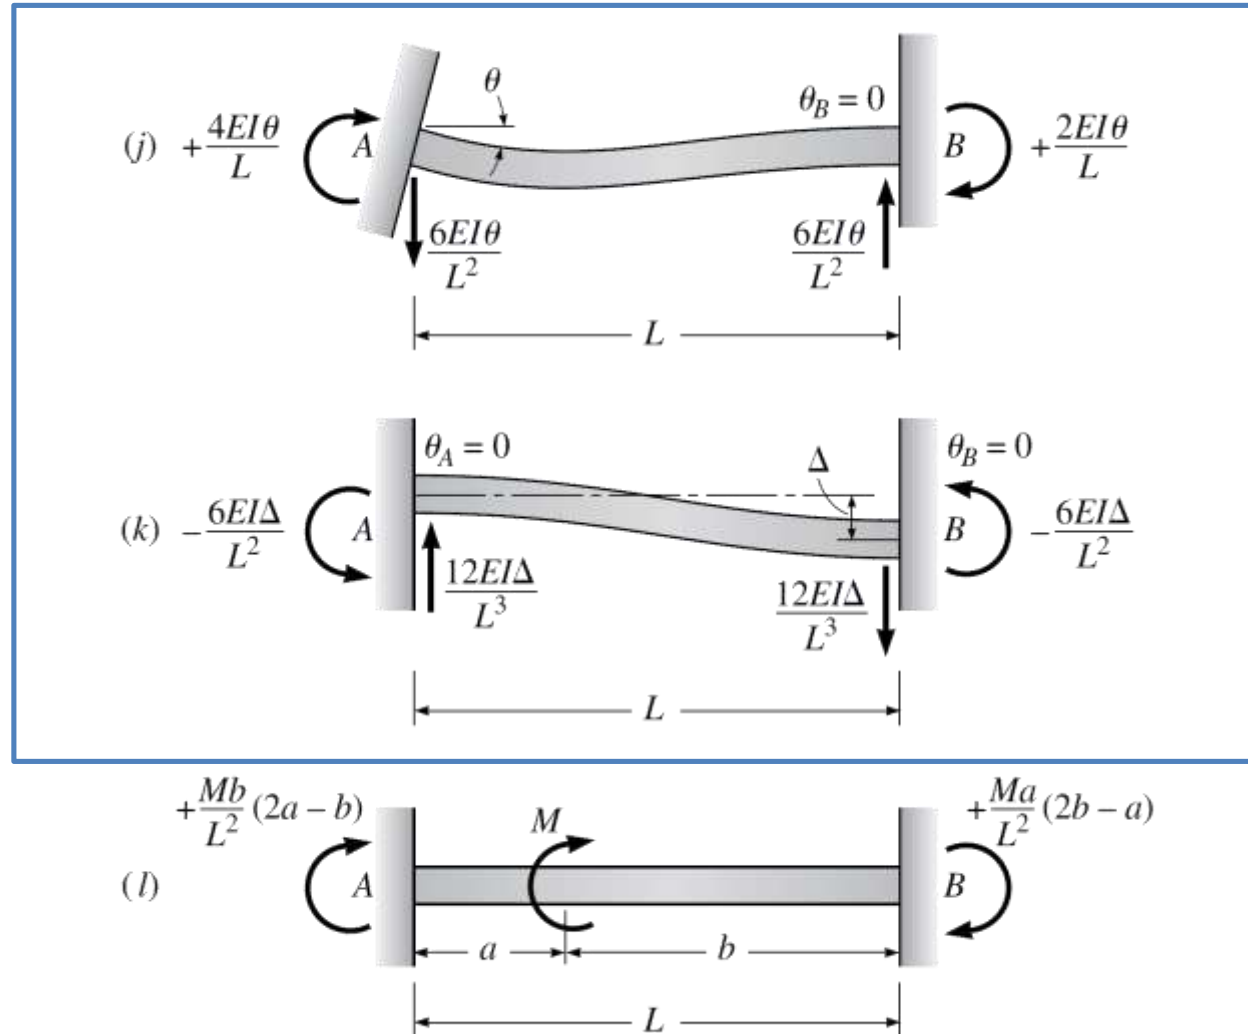 θ
θ_B = 0
(j) +4EIθ/L A B +2EIθ/L
6EIθ/L² 6EIθ/L²
L
θ_A = 0 Δ θ_B = 0
(k) −6EIΔ/L² A B −6EIΔ/L²
12EIΔ/L³ 12EIΔ/L³
L
+Mb/L² (2a – b) M +Ma/L² (2b – a)
(l) A B
a b
L